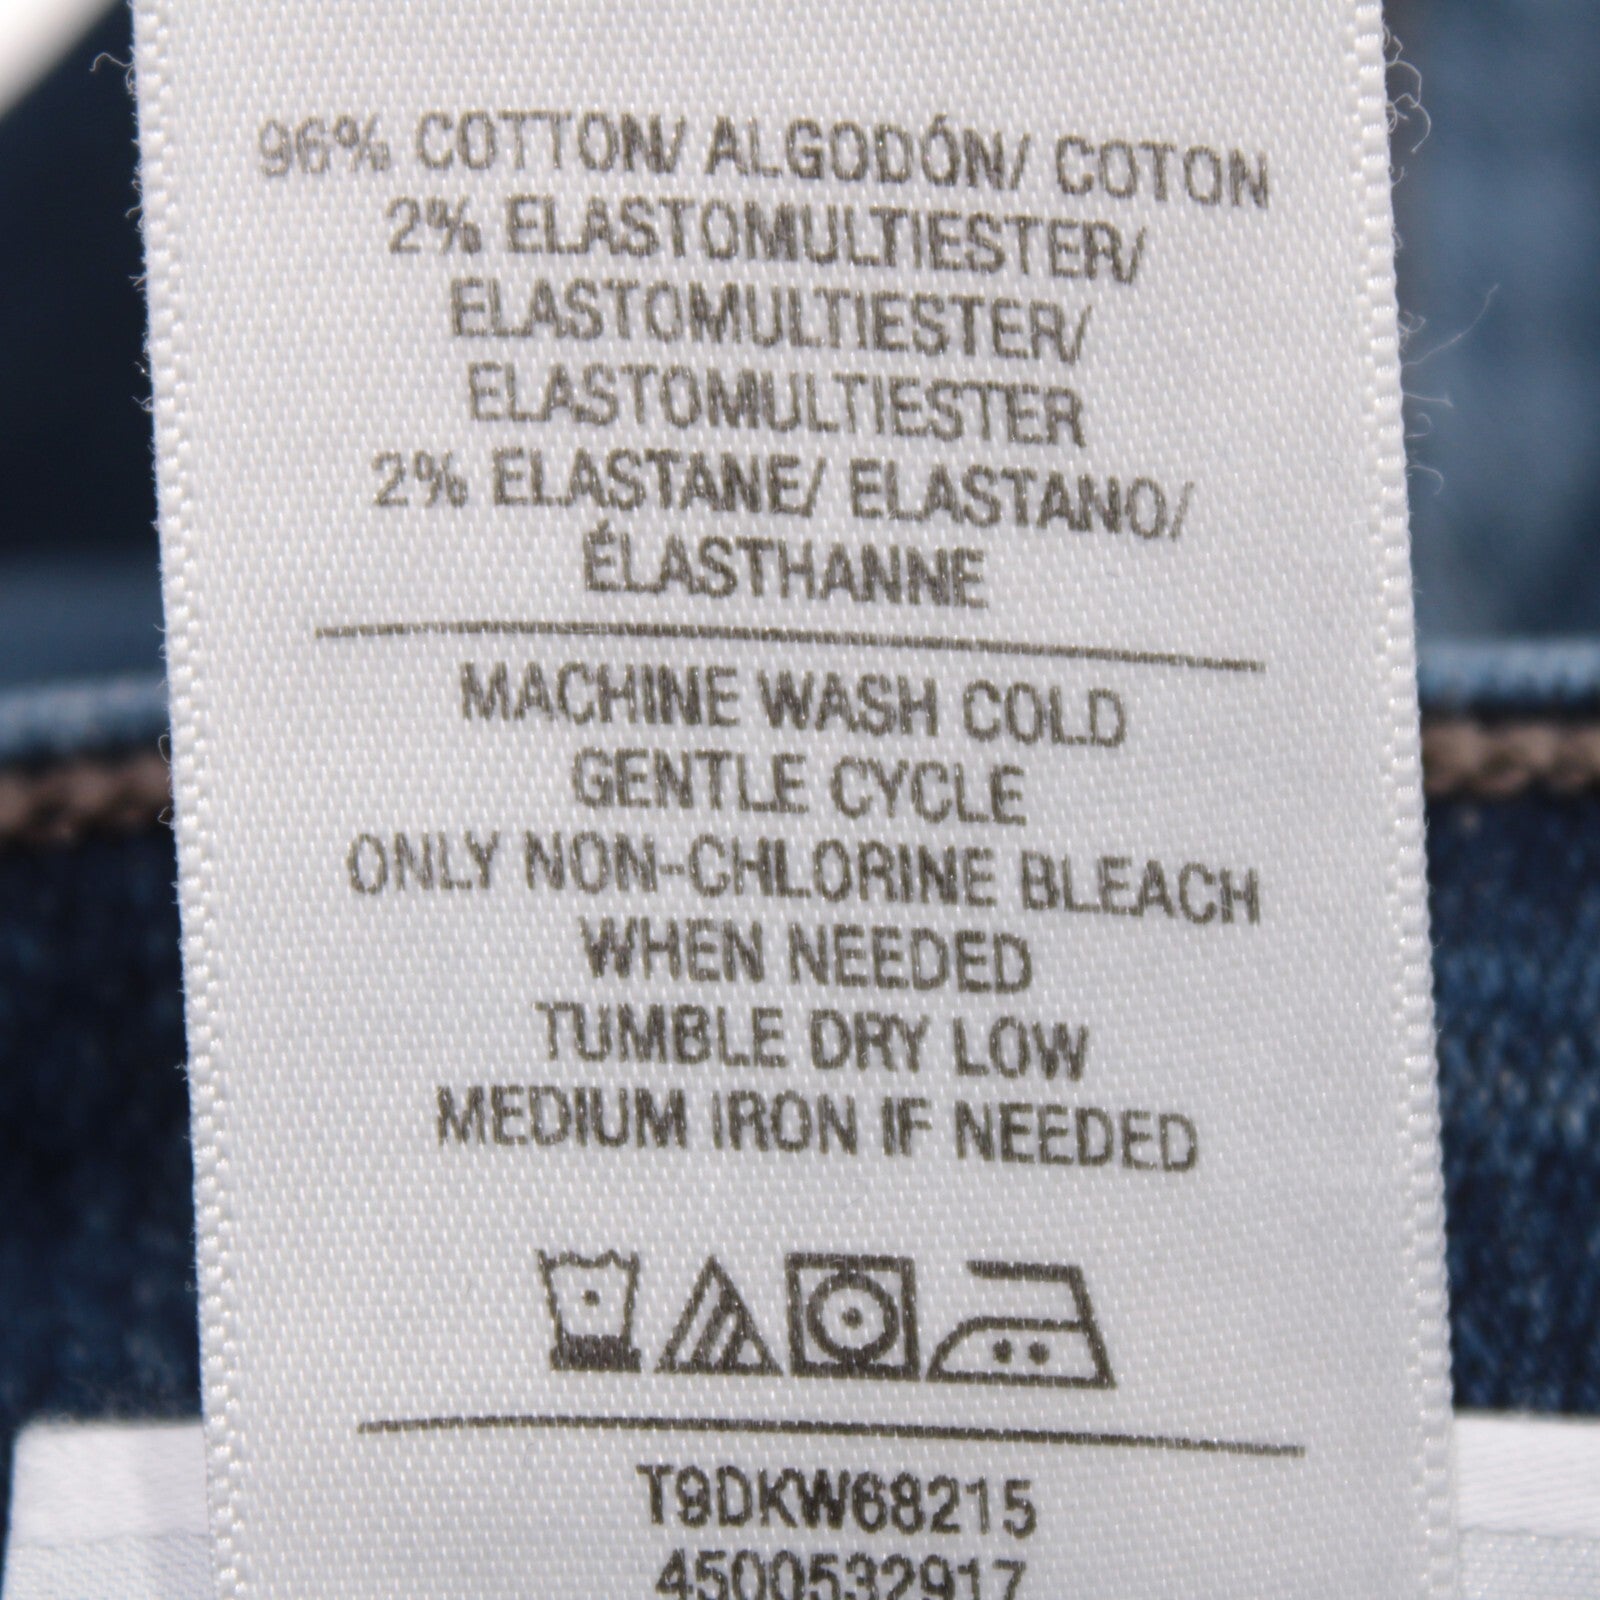 96% COTTON/ ALGODÓN/ COTON
2% ELASTOMULTIESTER/
ELASTOMULTIESTER/
ELASTOMULTIESTER
2% ELASTANE/ ELASTANO/
ÉLASTHANNE
MACHINE WASH COLD
GENTLE CYCLE
ONLY NON-CHLORINE BLEACH
WHEN NEEDED
TUMBLE DRY LOW
MEDIUM IRON IF NEEDED
T9DKW68215
4500532917